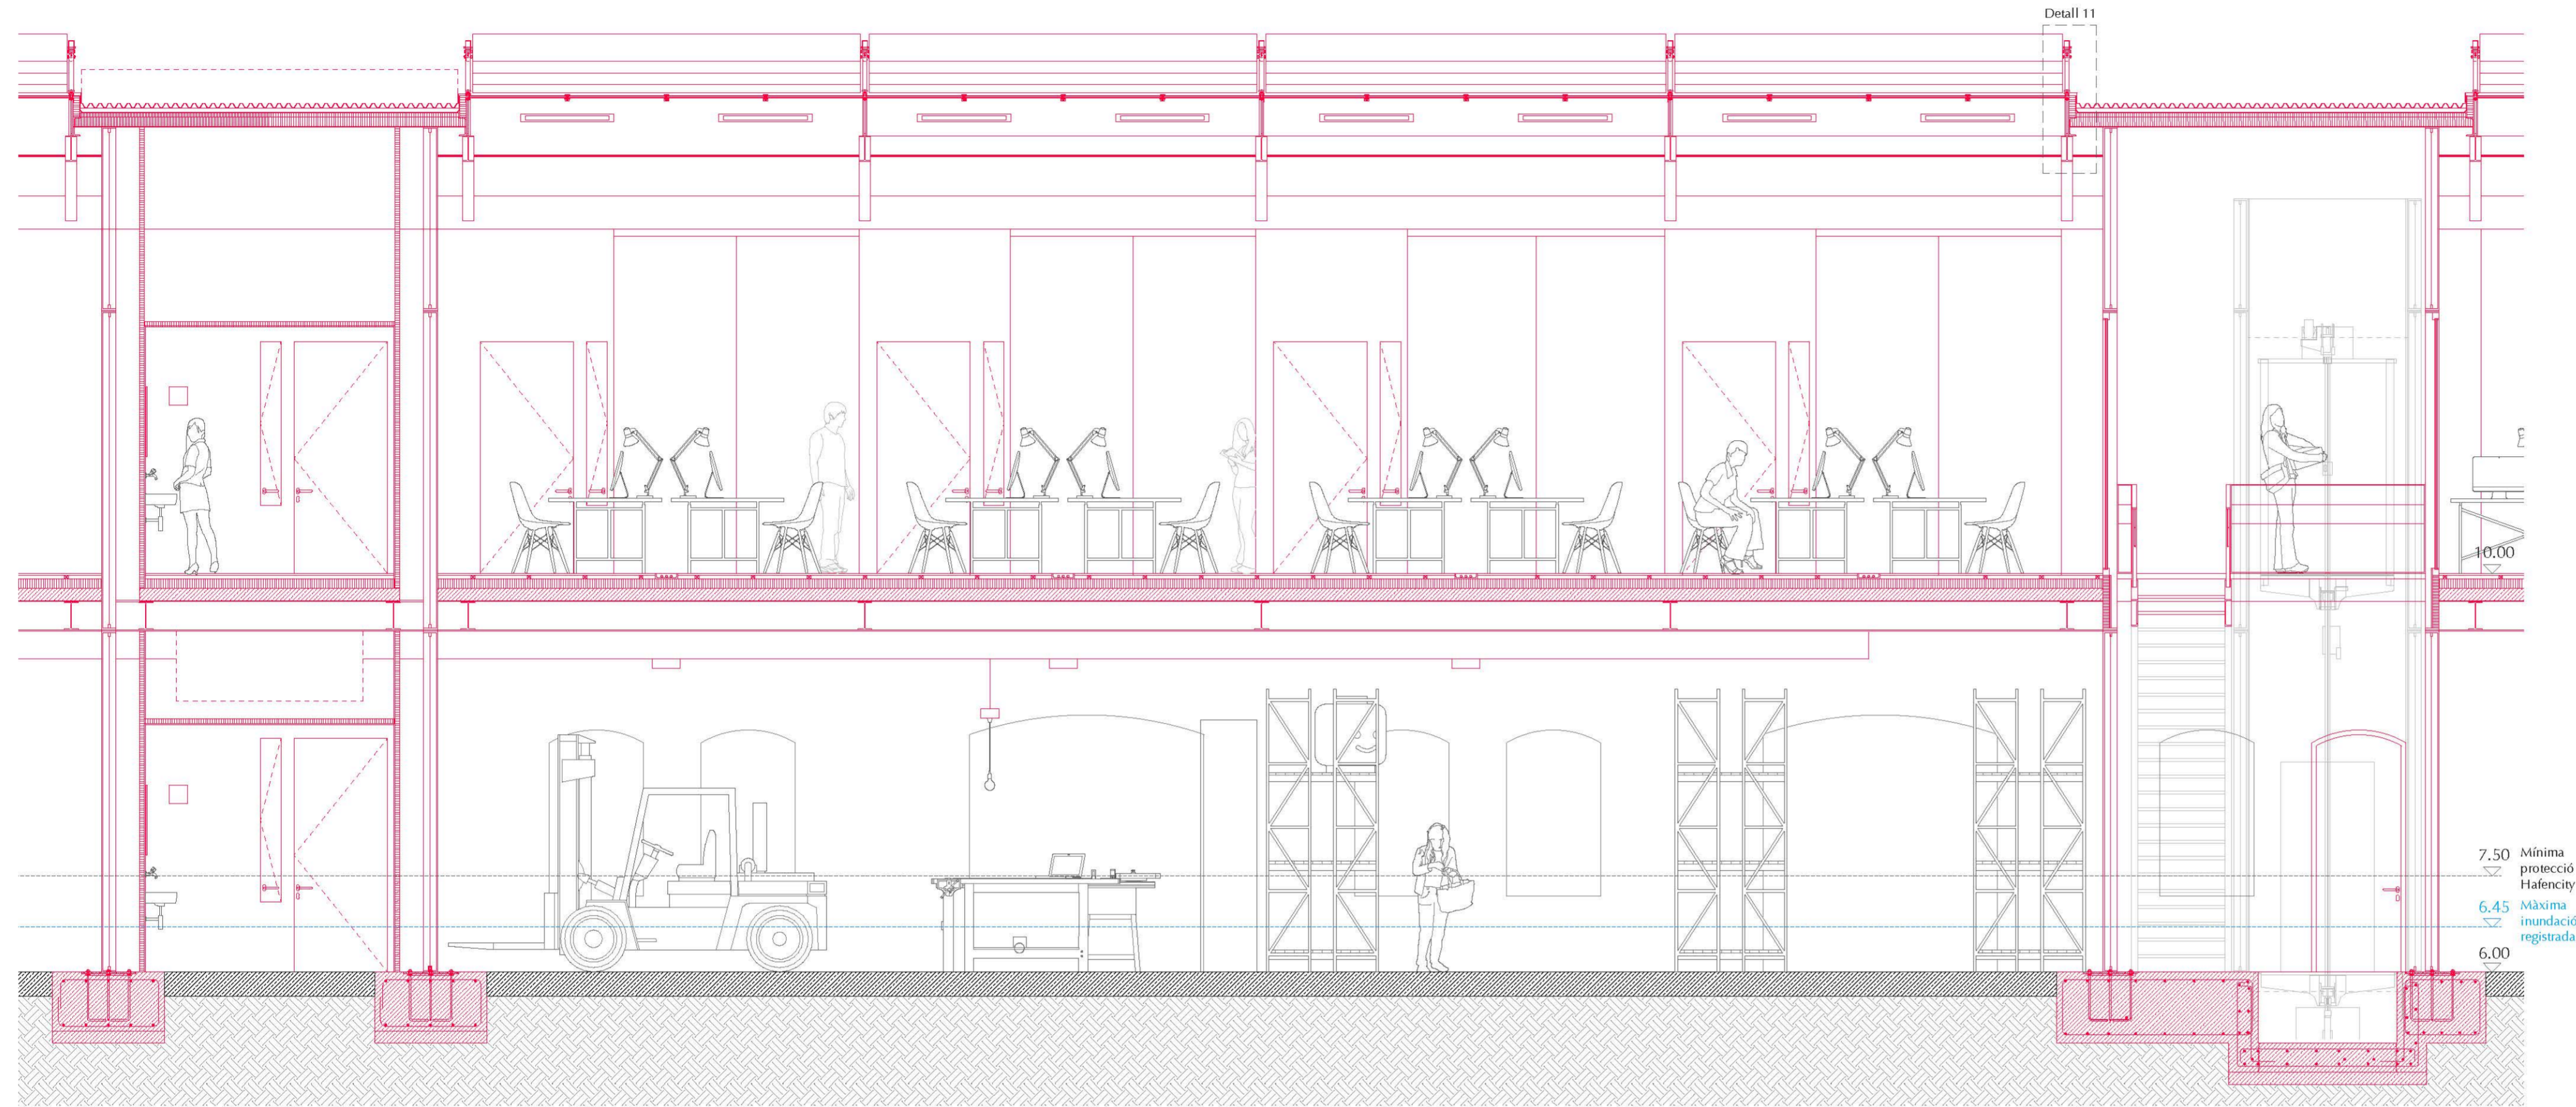 Detall 11
10.00
7.50 Mínima
protecció
Hafencity
6.45 Màxima
inundació
registrada
6.00